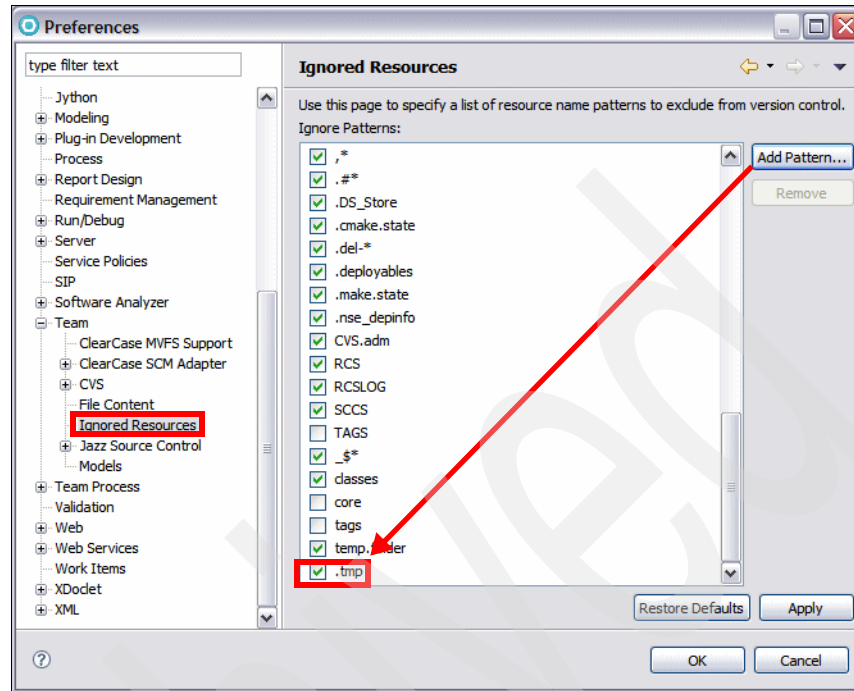 Preferences
type filter text
Jython
Modeling
Plug-in Development
Process
Report Design
Requirement Management
Run/Debug
Server
Service Policies
SIP
Software Analyzer
Team
ClearCase MVFS Support
ClearCase SCM Adapter
CVS
File Content
Ignored Resources
Jazz Source Control
Models
Team Process
Validation
Web
Web Services
Work Items
XDoclet
XML
Ignored Resources
Use this page to specify a list of resource name patterns to exclude from version control.
Ignore Patterns:
,*
.#*
.DS_Store
.cmake.state
.del-*
.deployables
.make.state
.nse_depinfo
CVS.adm
RCS
RCSLOG
SCCS
TAGS
_$*
classes
core
tags
.tmp
Add Pattern...
Remove
Restore Defaults
Apply
OK
Cancel